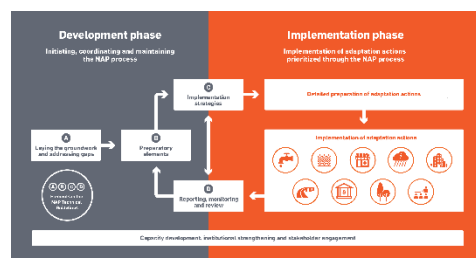 Development phase
Initiating, coordinating and maintaining
the NAP process
Implementation phase
Implementation of adaptation actions
prioritized through the NAP process
C
Implementation
strategies
Detailed preparation of adaptation actions
A
Laying the groundwork
and addressing gaps
B
Preparatory
elements
Implementation of adaptation actions
A B C D
NAP Technical
D
Reporting, monitoring
and review
Capacity development, institutional strengthening and stakeholder engagement